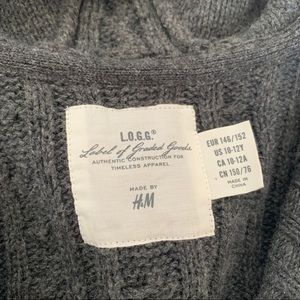 L.O.G.G.®
Label of Graded Goods
AUTHENTIC CONSTRUCTION FOR
TIMELESS APPAREL
MADE BY
H&M
EUR 146/152
US 10-12Y
CA 10-12A
CN 150/76
MADE IN
CHINA